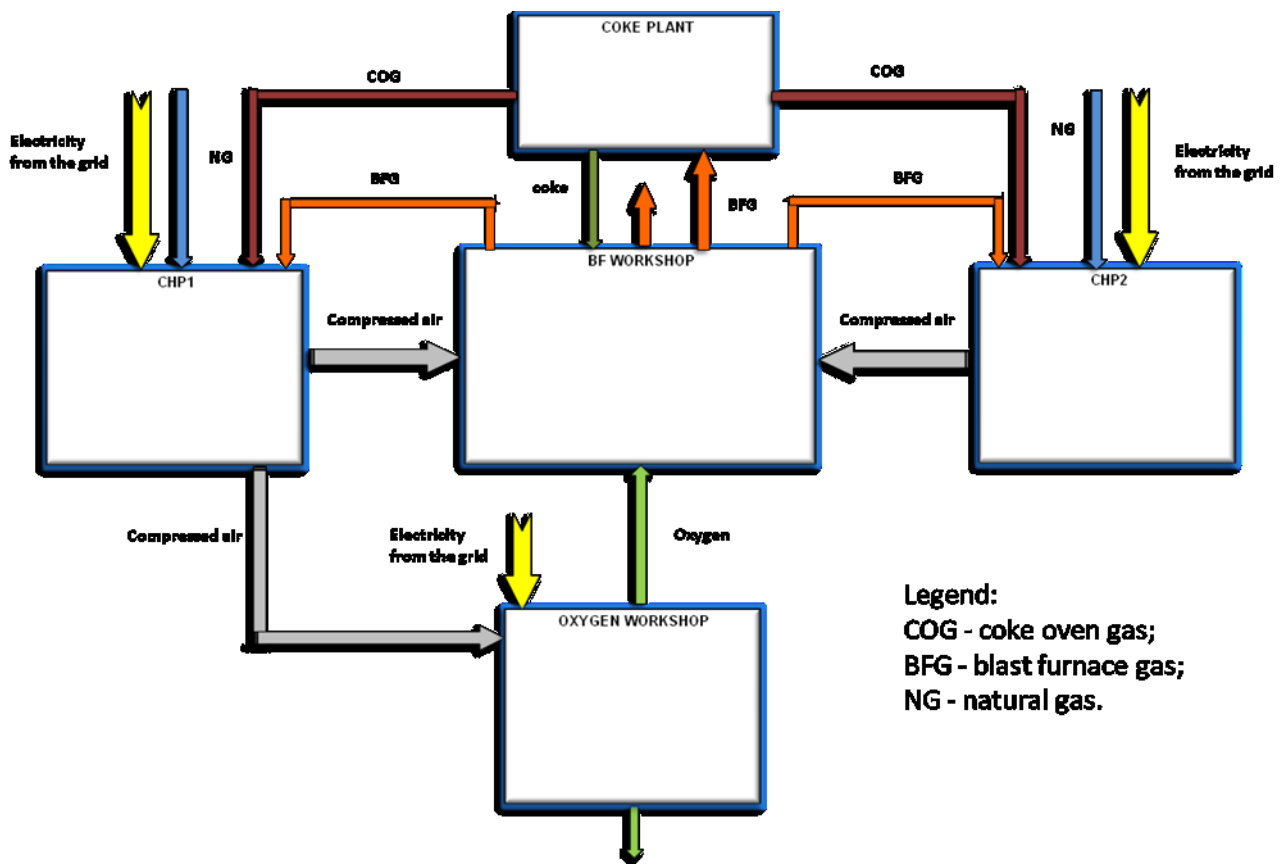 COKE PLANT
COG
COG
Electricity
from the grid
NG
NG
Electricity
from the grid
BFG
coke
BFG
BFG
BF WORKSHOP
CHP1
CHP2
Compressed air
Compressed air
Compressed air
Electricity
from the grid
Oxygen
OXYGEN WORKSHOP
Legend:
COG - coke oven gas;
BFG - blast furnace gas;
NG - natural gas.